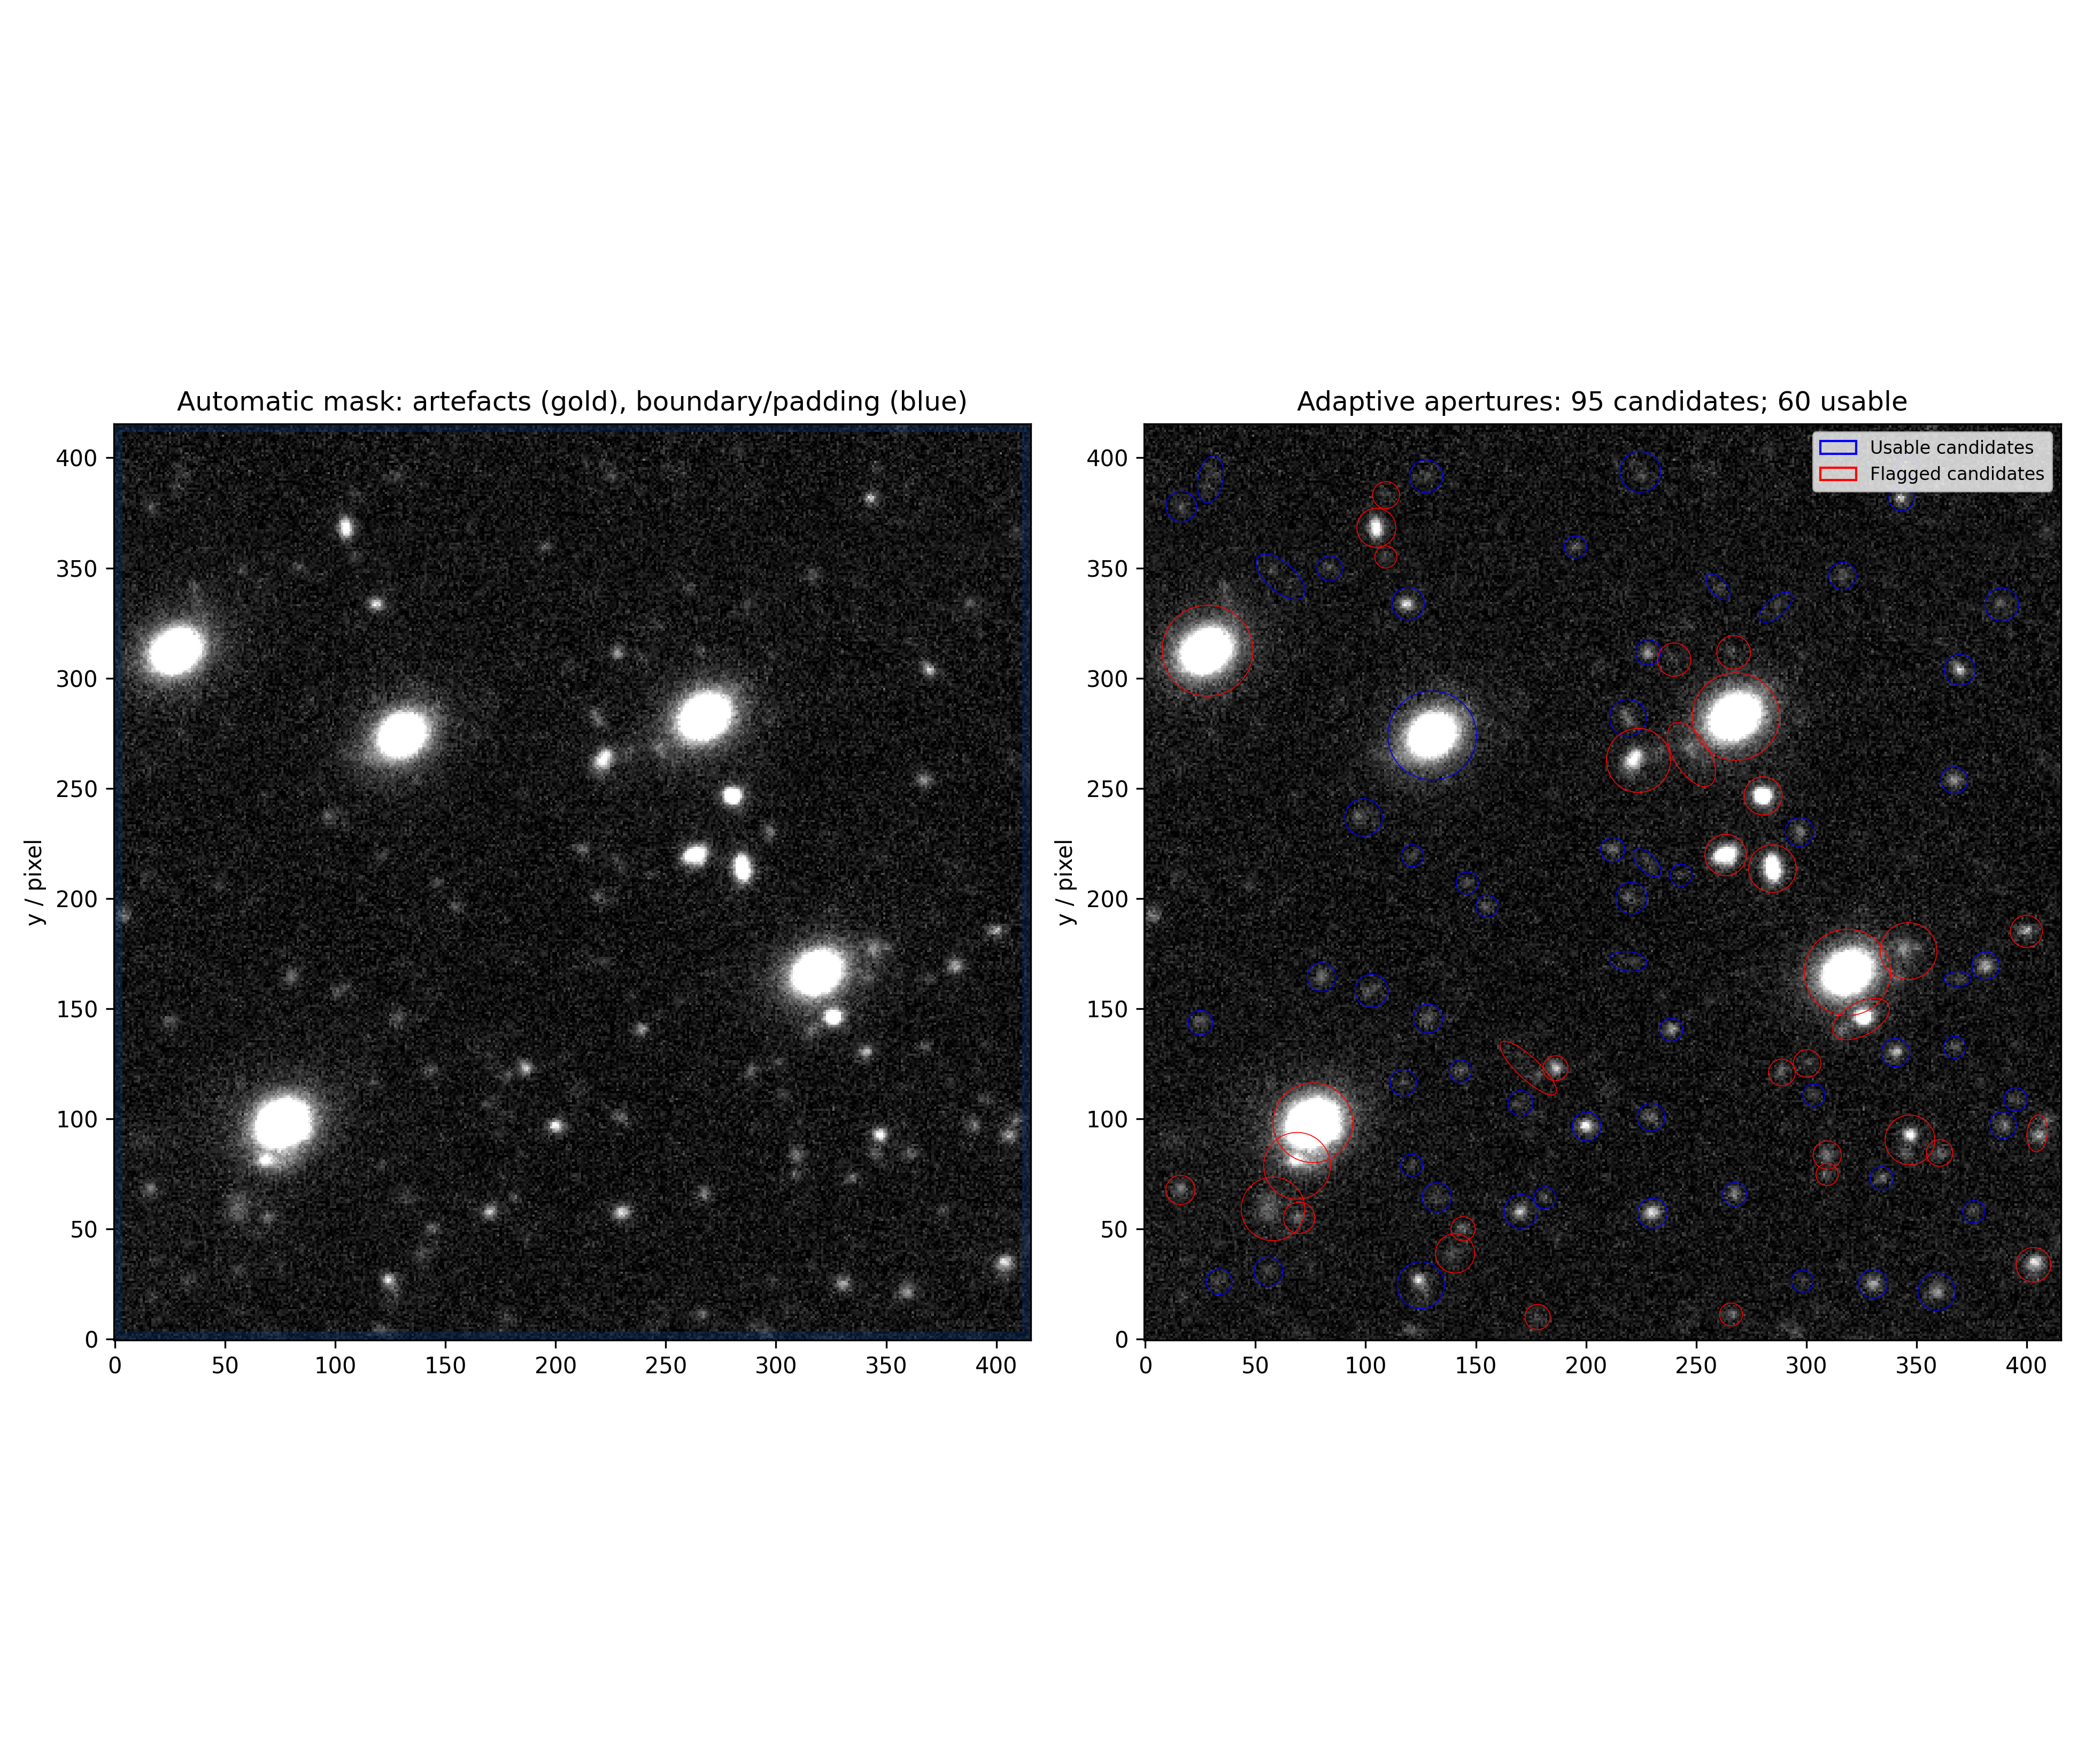 Automatic mask: artefacts (gold), boundary/padding (blue)
y / pixel
400
350
300
250
200
150
100
50
0
0 50 100 150 200 250 300 350 400
Adaptive apertures: 95 candidates; 60 usable
Usable candidates
Flagged candidates
y / pixel
400
350
300
250
200
150
100
50
0
0 50 100 150 200 250 300 350 400